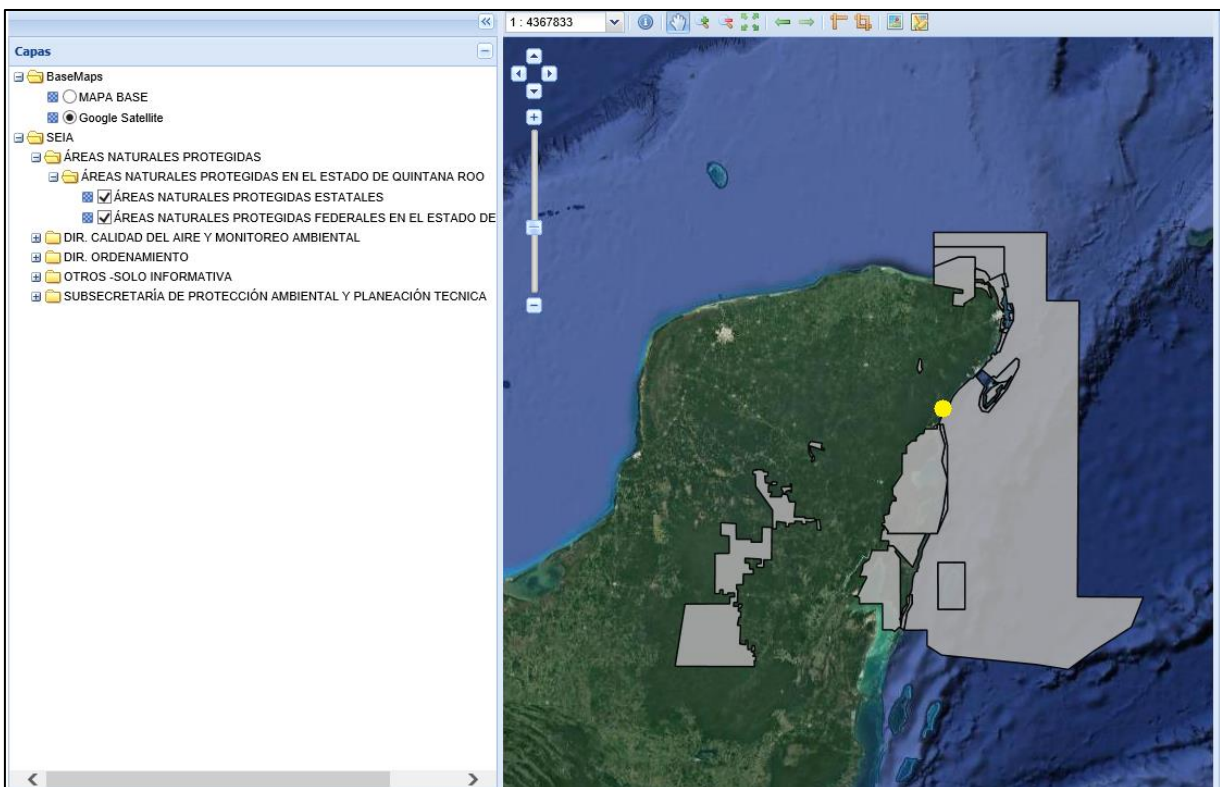 1 : 4367833
Capas
BaseMaps
MAPA BASE
Google Satellite
SEIA
ÁREAS NATURALES PROTEGIDAS
ÁREAS NATURALES PROTEGIDAS EN EL ESTADO DE QUINTANA ROO
ÁREAS NATURALES PROTEGIDAS ESTATALES
ÁREAS NATURALES PROTEGIDAS FEDERALES EN EL ESTADO DE
DIR. CALIDAD DEL AIRE Y MONITOREO AMBIENTAL
DIR. ORDENAMIENTO
OTROS -SOLO INFORMATIVA
SUBSECRETARÍA DE PROTECCIÓN AMBIENTAL Y PLANEACIÓN TECNICA